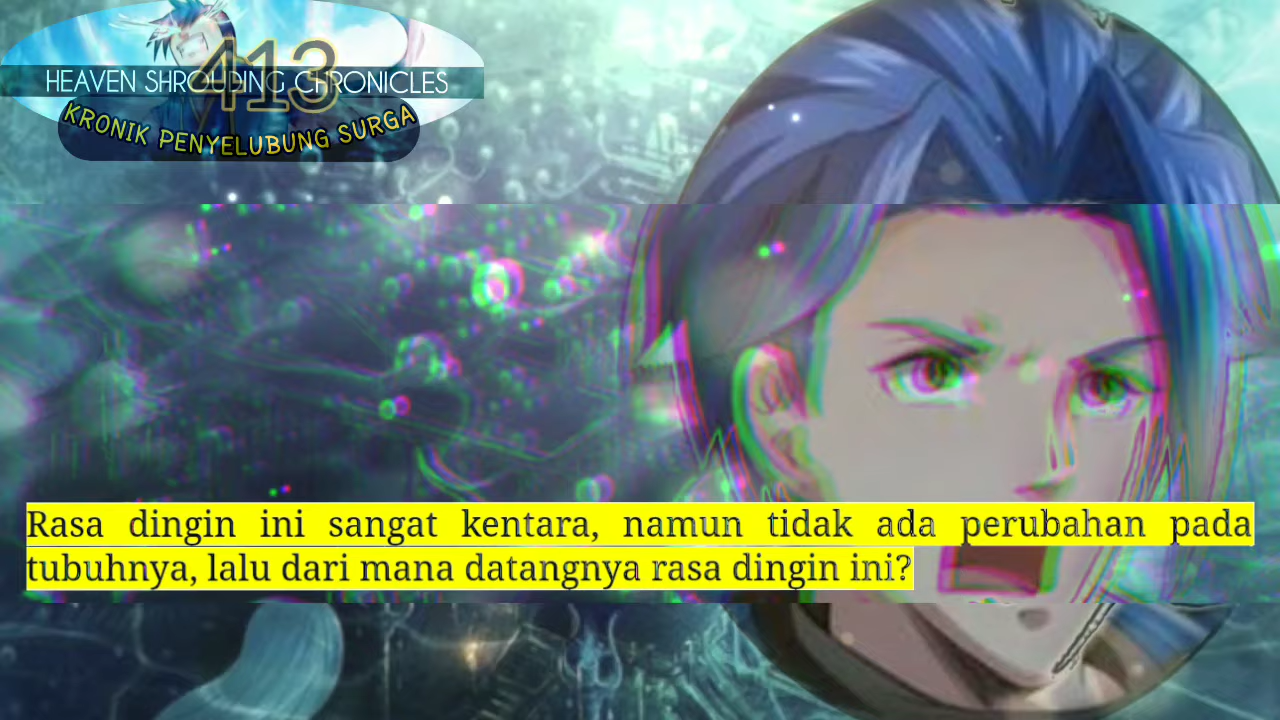 413
HEAVEN SHROUDING CHRONICLES
KRONIK PENYELUBUNG SURGA
Rasa dingin ini sangat kentara, namun tidak ada perubahan pada
tubuhnya, lalu dari mana datangnya rasa dingin ini?